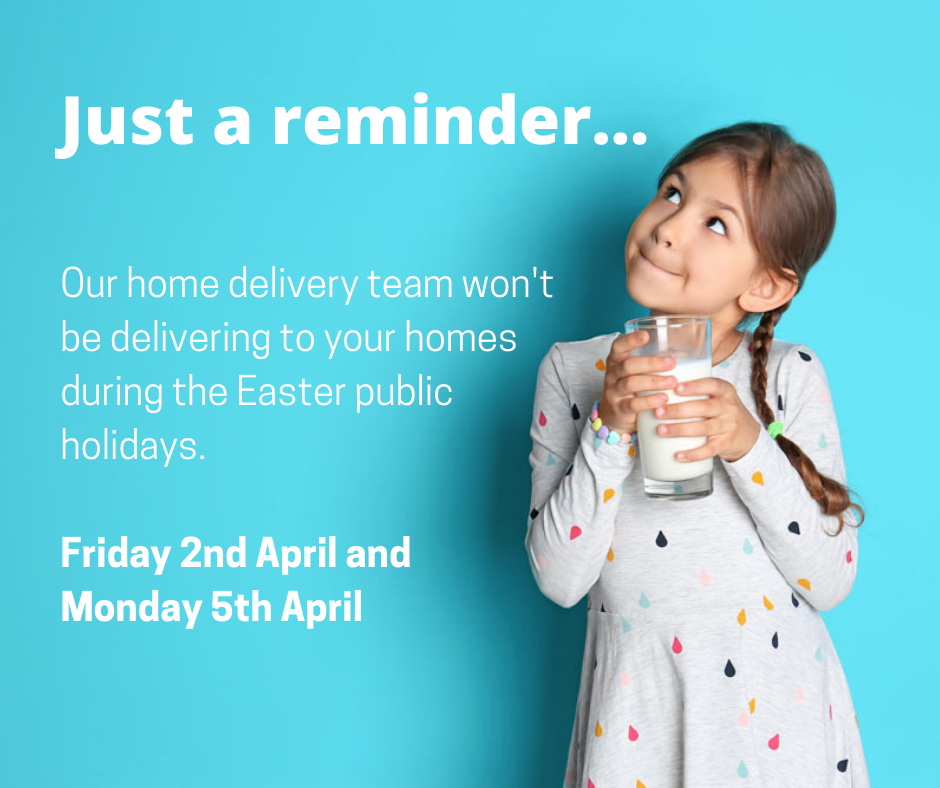 Just a reminder...
Our home delivery team won't
be delivering to your homes
during the Easter public
holidays.
Friday 2nd April and
Monday 5th April